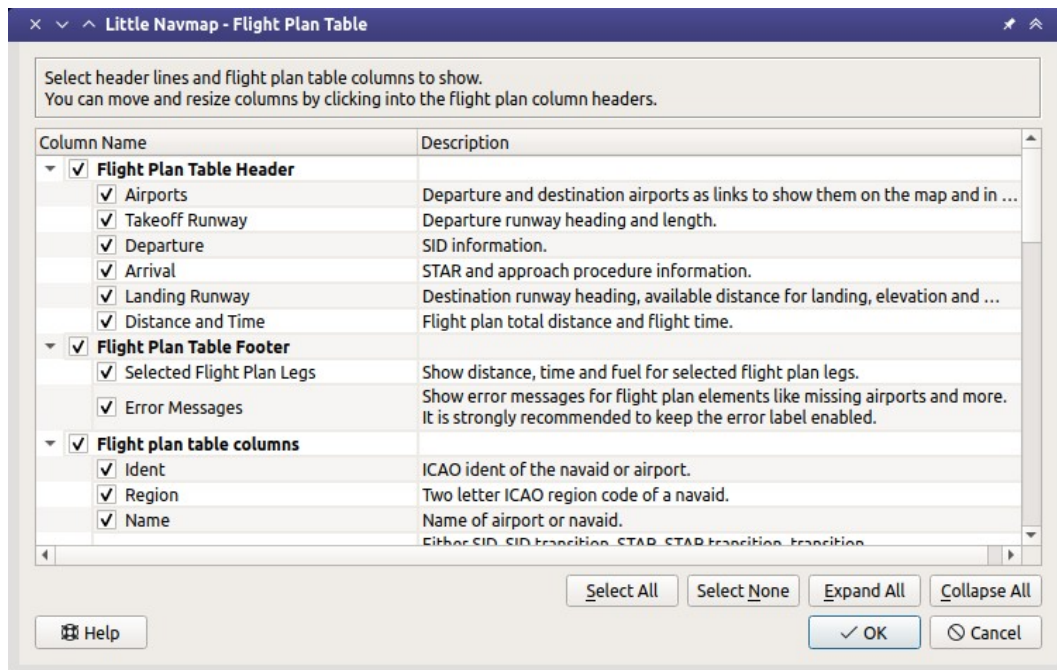 Little Navmap - Flight Plan Table
Select header lines and flight plan table columns to show.
You can move and resize columns by clicking into the flight plan column headers.
Column Name Description
Flight Plan Table Header
Airports Departure and destination airports as links to show them on the map and in ...
Takeoff Runway Departure runway heading and length.
Departure SID information.
Arrival STAR and approach procedure information.
Landing Runway Destination runway heading, available distance for landing, elevation and ...
Distance and Time Flight plan total distance and flight time.
Flight Plan Table Footer
Selected Flight Plan Legs Show distance, time and fuel for selected flight plan legs.
Error Messages Show error messages for flight plan elements like missing airports and more.
It is strongly recommended to keep the error label enabled.
Flight plan table columns
Ident ICAO ident of the navaid or airport.
Region Two letter ICAO region code of a navaid.
Name Name of airport or navaid.
Either SID, SID transition, STAR, STAR transition, transition
Select All Select None Expand All Collapse All
Help OK Cancel